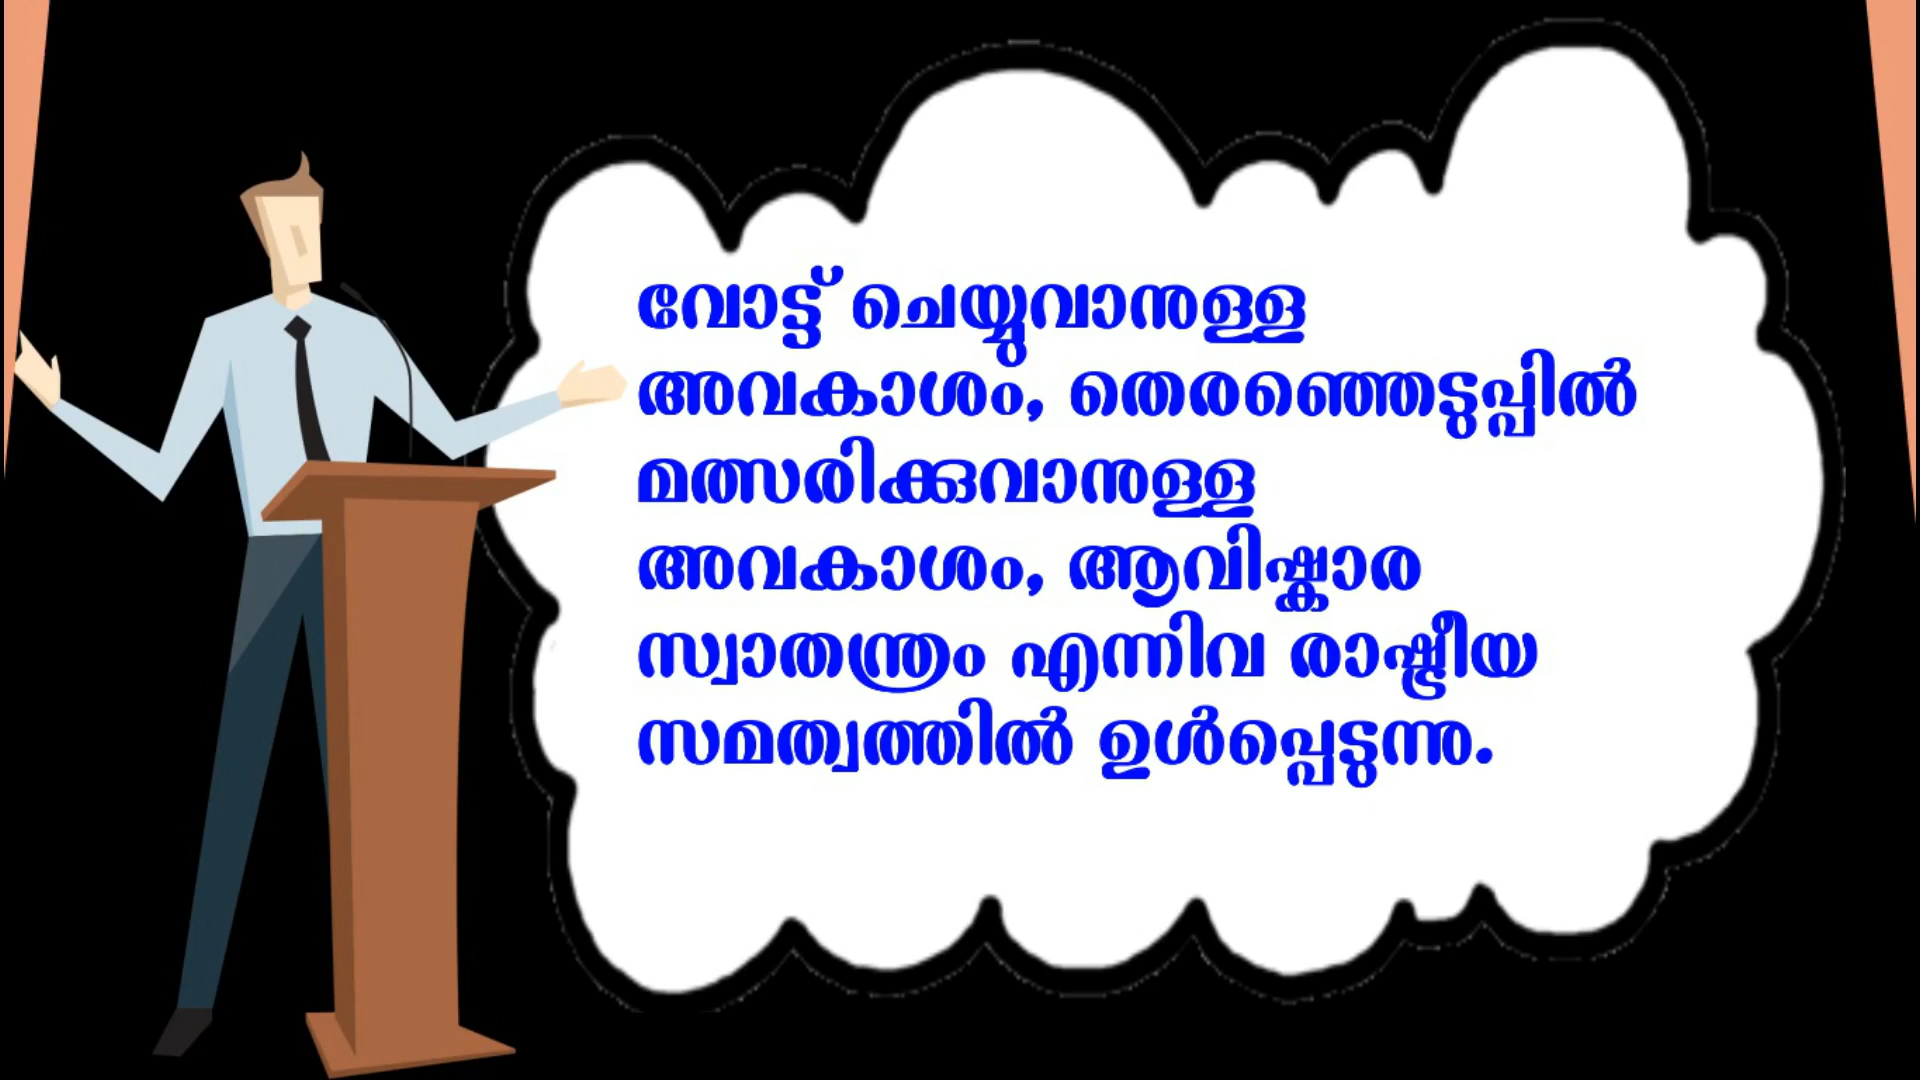 വോട്ട് ചെയ്യുവാനുള്ള
അവകാശം, തെരഞ്ഞെടുപ്പിൽ
മത്സരിക്കുവാനുള്ള
അവകാശം, ആവിഷ്കാര
സ്വാതന്ത്രം എന്നിവ രാഷ്ട്രീയ
സമത്വത്തിൽ ഉൾപ്പെടുന്നു.